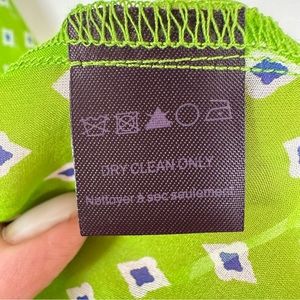 DRY CLEAN ONLY
Nettoyer à sec seulement